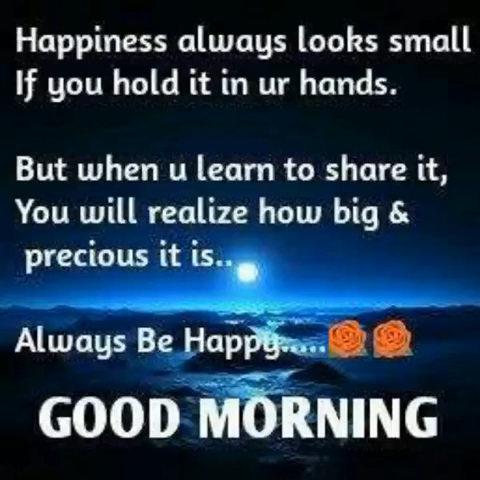 Happiness always looks small
If you hold it in ur hands.
But when u learn to share it,
You will realize how big &
precious it is..
Always Be Happy.....
GOOD MORNING